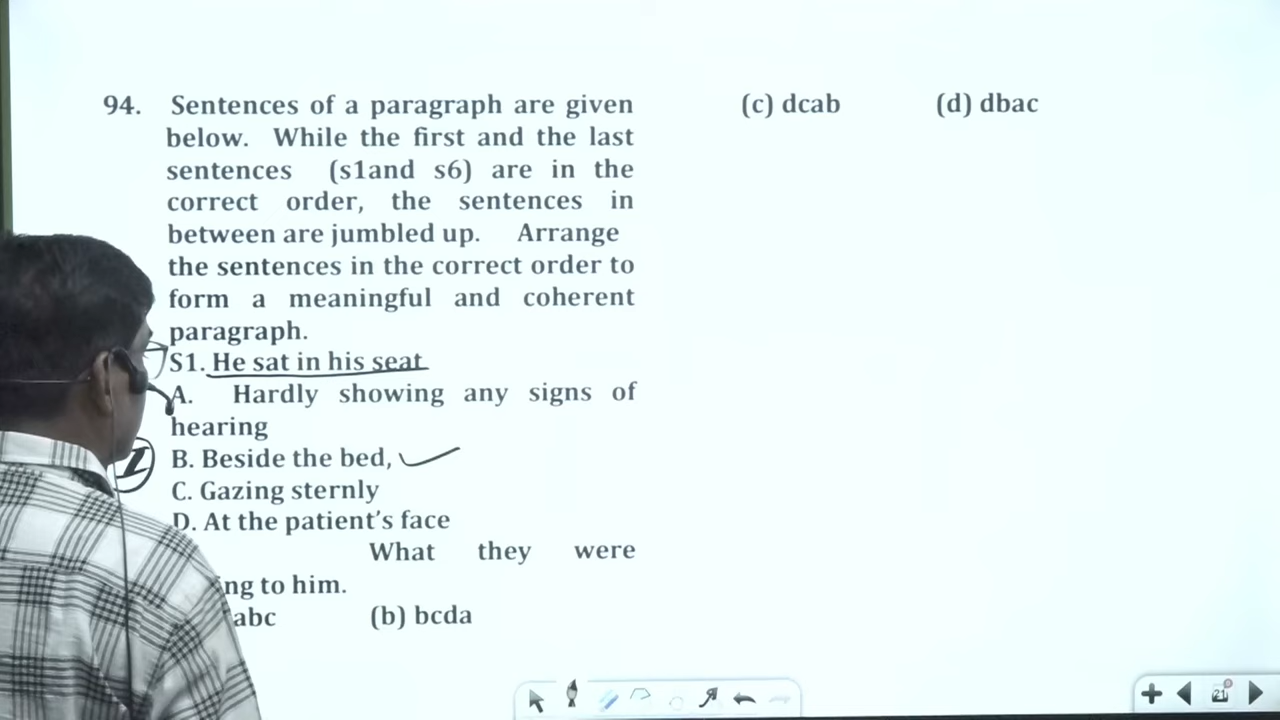 94. Sentences of a paragraph are given
below. While the first and the last
sentences (s1and s6) are in the
correct order, the sentences in
between are jumbled up. Arrange
the sentences in the correct order to
form a meaningful and coherent
paragraph.
S1. He sat in his seat
A. Hardly showing any signs of
hearing
B. Beside the bed,
C. Gazing sternly
D. At the patient's face
What they were
to him.
(b) bcda
(c) dcab (d) dbac
21